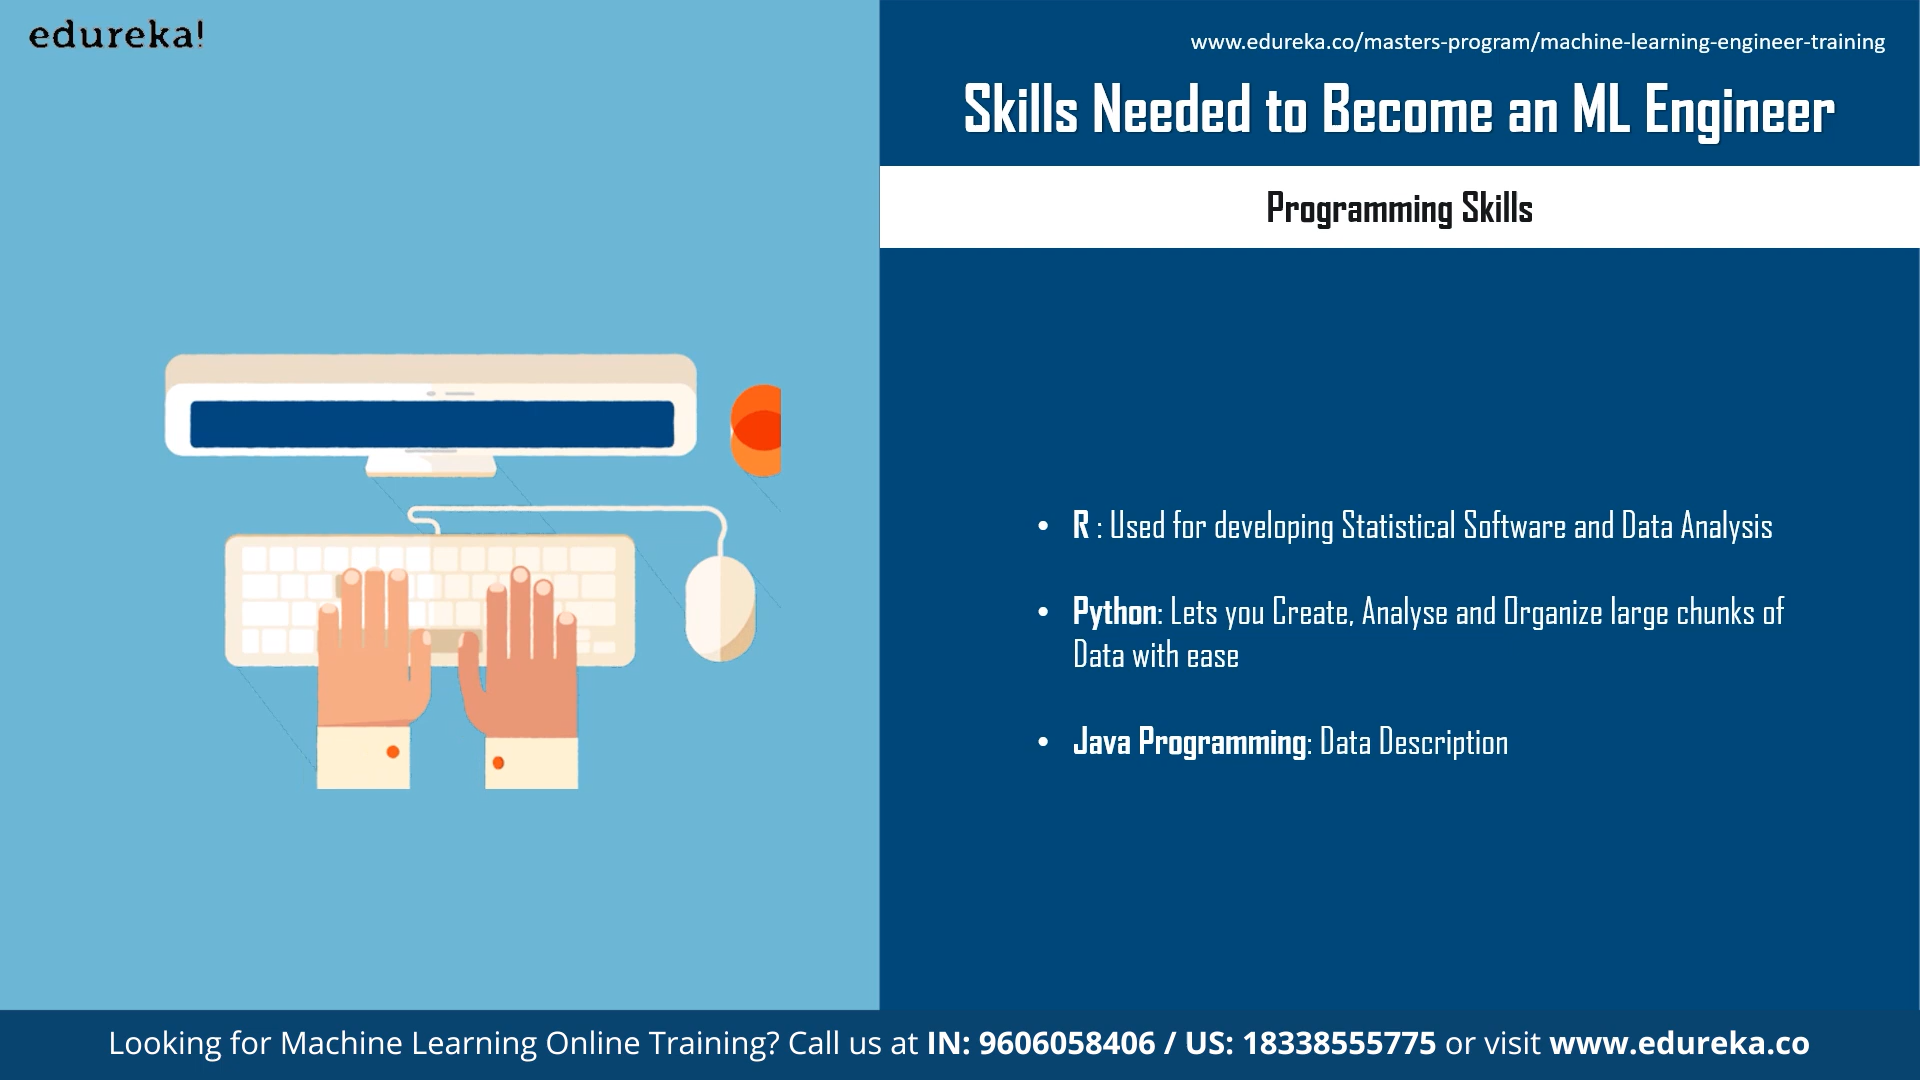 edureka!
www.edureka.co/masters-program/machine-learning-engineer-training
Skills Needed to Become an ML Engineer
Programming Skills
• R : Used for developing Statistical Software and Data Analysis
• Python: Lets you Create, Analyse and Organize large chunks of
Data with ease
• Java Programming: Data Description
Looking for Machine Learning Online Training? Call us at IN: 9606058406 / US: 18338555775 or visit www.edureka.co